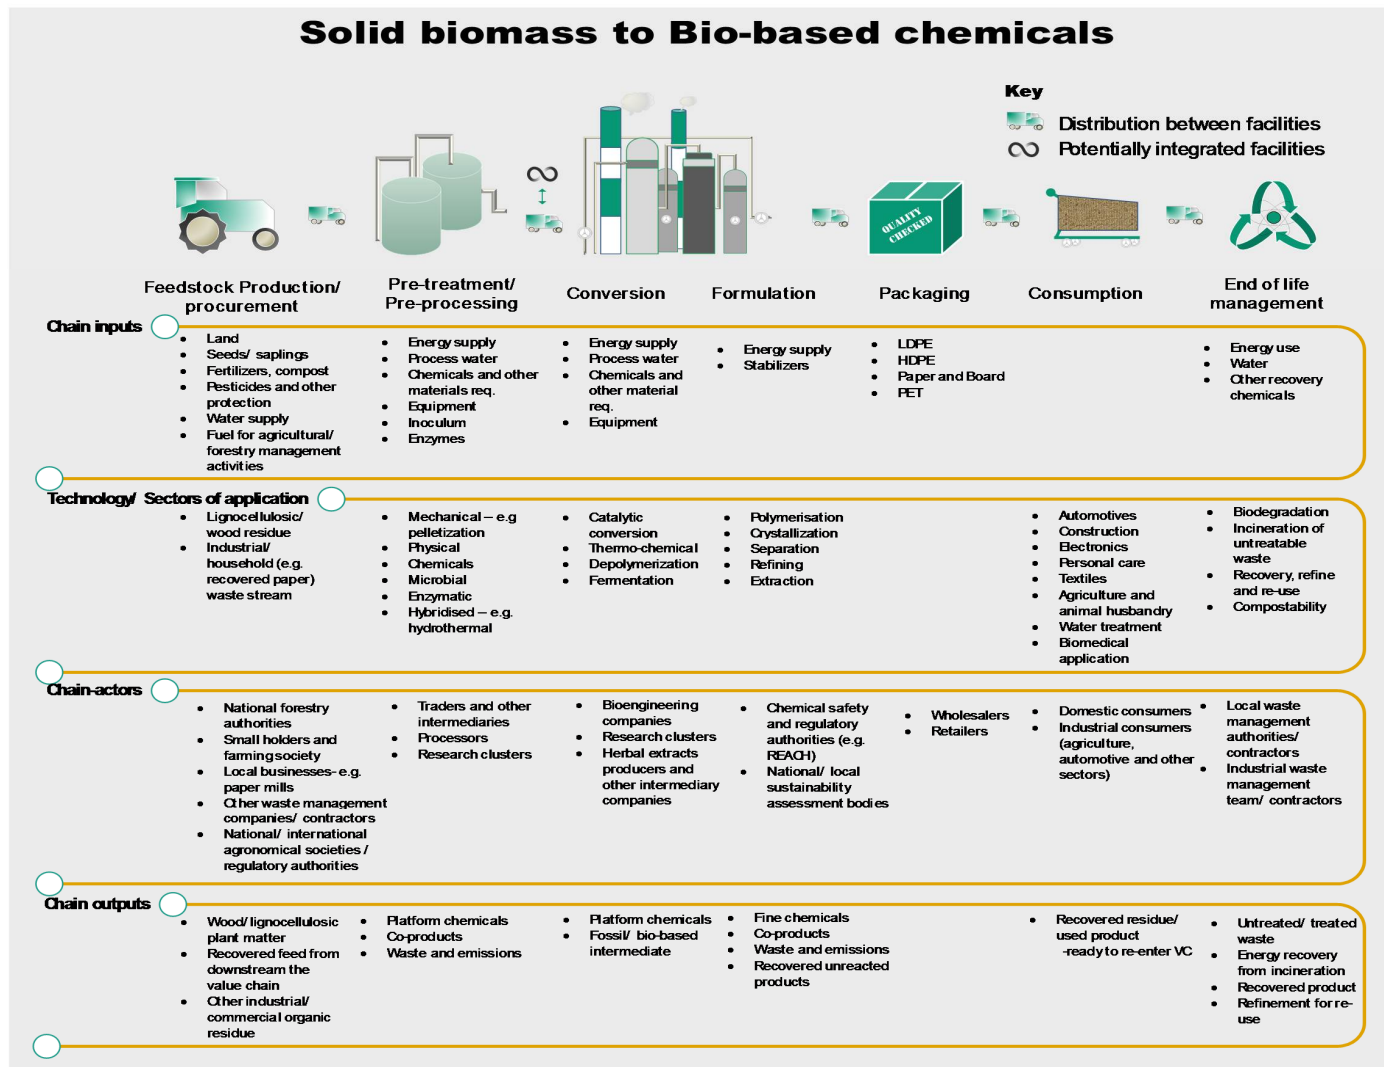 Solid biomass to Bio-based chemicals
Key
Distribution between facilities
Potentially integrated facilities
QUALITY
CHECKED
Feedstock Production/
procurement
Pre-treatment/
Pre-processing
Conversion
Formulation
Packaging
Consumption
End of life
management
Chain inputs
Land
Seeds/ saplings
Fertilizers, compost
Pesticides and other
protection
Water supply
Fuel for agricultural/
forestry management
activities
Energy supply
Process water
Chemicals and other
materials req.
Equipment
Inoculum
Enzymes
Energy supply
Process water
Chemicals and
other material
req.
Equipment
Energy supply
Stabilizers
LDPE
HDPE
Paper and Board
PET
Energy use
Water
Other recovery
chemicals
Technology/ Sectors of application
Lignocellulosic/
wood residue
Industrial/
household (e.g.
recovered paper)
waste stream
Mechanical – e.g
pelletization
Physical
Chemicals
Microbial
Enzymatic
Hybridised – e.g.
hydrothermal
Catalytic
conversion
Thermo-chemical
Depolymerization
Fermentation
Polymerisation
Crystallization
Separation
Refining
Extraction
Automotives
Construction
Electronics
Personal care
Textiles
Agriculture and
animal husbandry
Water treatment
Biomedical
application
Biodegradation
Incineration of
untreatable
waste
Recovery, refine
and re-use
Compostability
Chain-actors
National forestry
authorities
Small holders and
farming society
Local businesses- e.g.
paper mills
Other waste management
companies/ contractors
National/ international
agronomical societies /
regulatory authorities
Traders and other
intermediaries
Processors
Research clusters
Bioengineering
companies
Research clusters
Herbal extracts
producers and
other intermediary
companies
Chemical safety
and regulatory
authorities (e.g.
REACH)
National/ local
sustainability
assessment bodies
Wholesalers
Retailers
Domestic consumers
Industrial consumers
(agriculture,
automotive and other
sectors)
Local waste
management
authorities/
contractors
Industrial waste
management
team/ contractors
Chain outputs
Wood/ lignocellulosic
plant matter
Recovered feed from
downstream the
value chain
Other industrial/
commercial organic
residue
Platform chemicals
Co-products
Waste and emissions
Platform chemicals
Fossil/ bio-based
intermediate
Fine chemicals
Co-products
Waste and emissions
Recovered unreacted
products
Recovered residue/
used product
-ready to re-enter VC
Untreated/ treated
waste
Energy recovery
from incineration
Recovered product
Refinement for re-
use